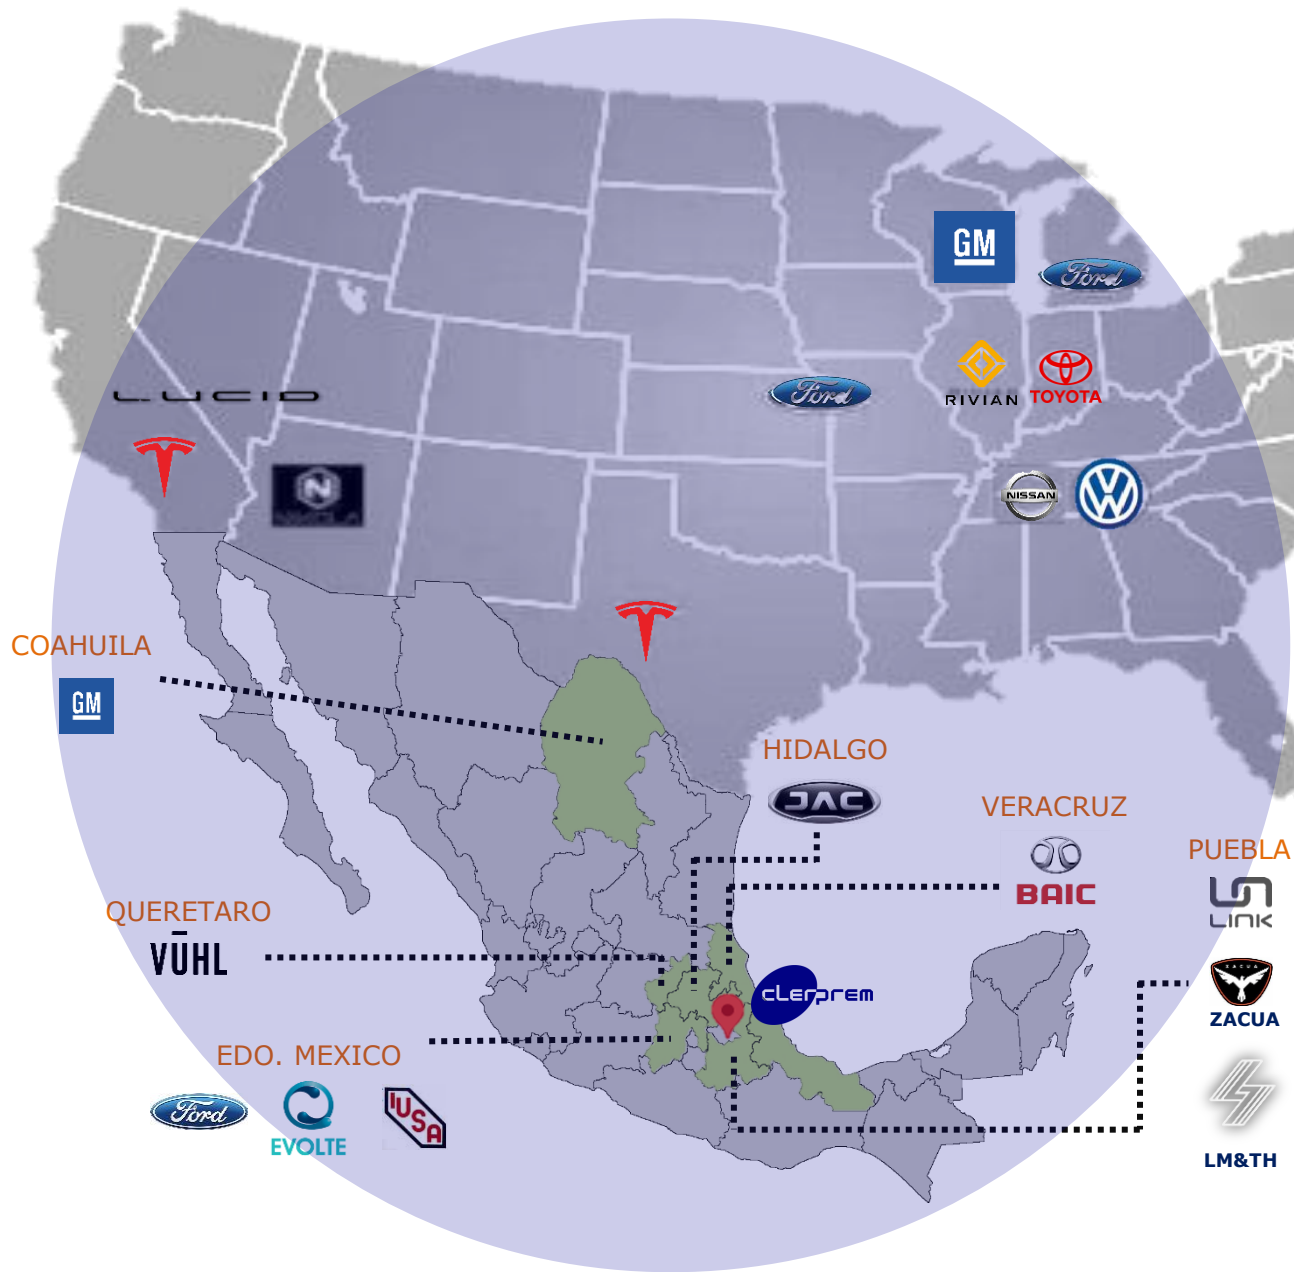 GM
Ford
RIVIAN
TOYOTA
Ford
LUCID
NISSAN
COAHUILA
GM
HIDALGO
JAC
VERACRUZ
BAIC
PUEBLA
LINK
QUERETARO
VŪHL
cLerprem
ZACUA
ZACUA
EDO. MEXICO
Ford
EVOLTE
IUSA
LM&TH